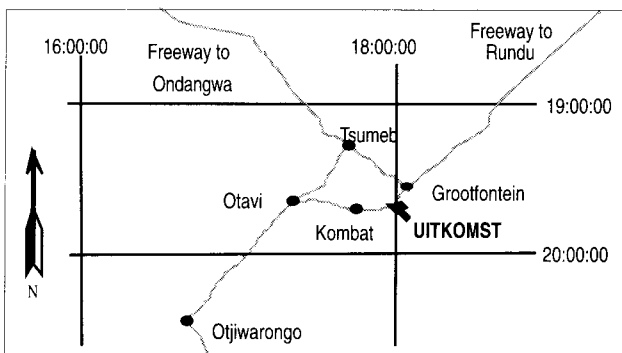 16:00:00
Freeway to
Ondangwa
18:00:00
Freeway to
Rundu
19:00:00
Tsumeb
Grootfontein
Otavi
Kombat
UITKOMST
20:00:00
N
Otjiwarongo